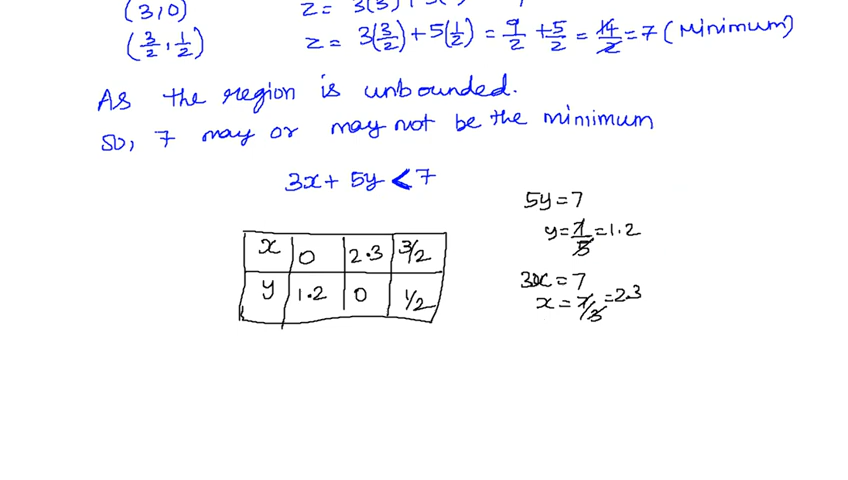 (3,0) z = 3(3)+5(
(3/2, 1/2) z = 3(3/2)+5(1/2) = 9/2 + 5/2 = 14/2 = 7 (Minimum)
As the region is unbounded.
so, 7 may or may not be the minimum
3x + 5y < 7
x 0 2.3 3/2
y 1.2 0 1/2
5y = 7
y = 7/5 = 1.2
3x = 7
x = 7/3 = 2.3